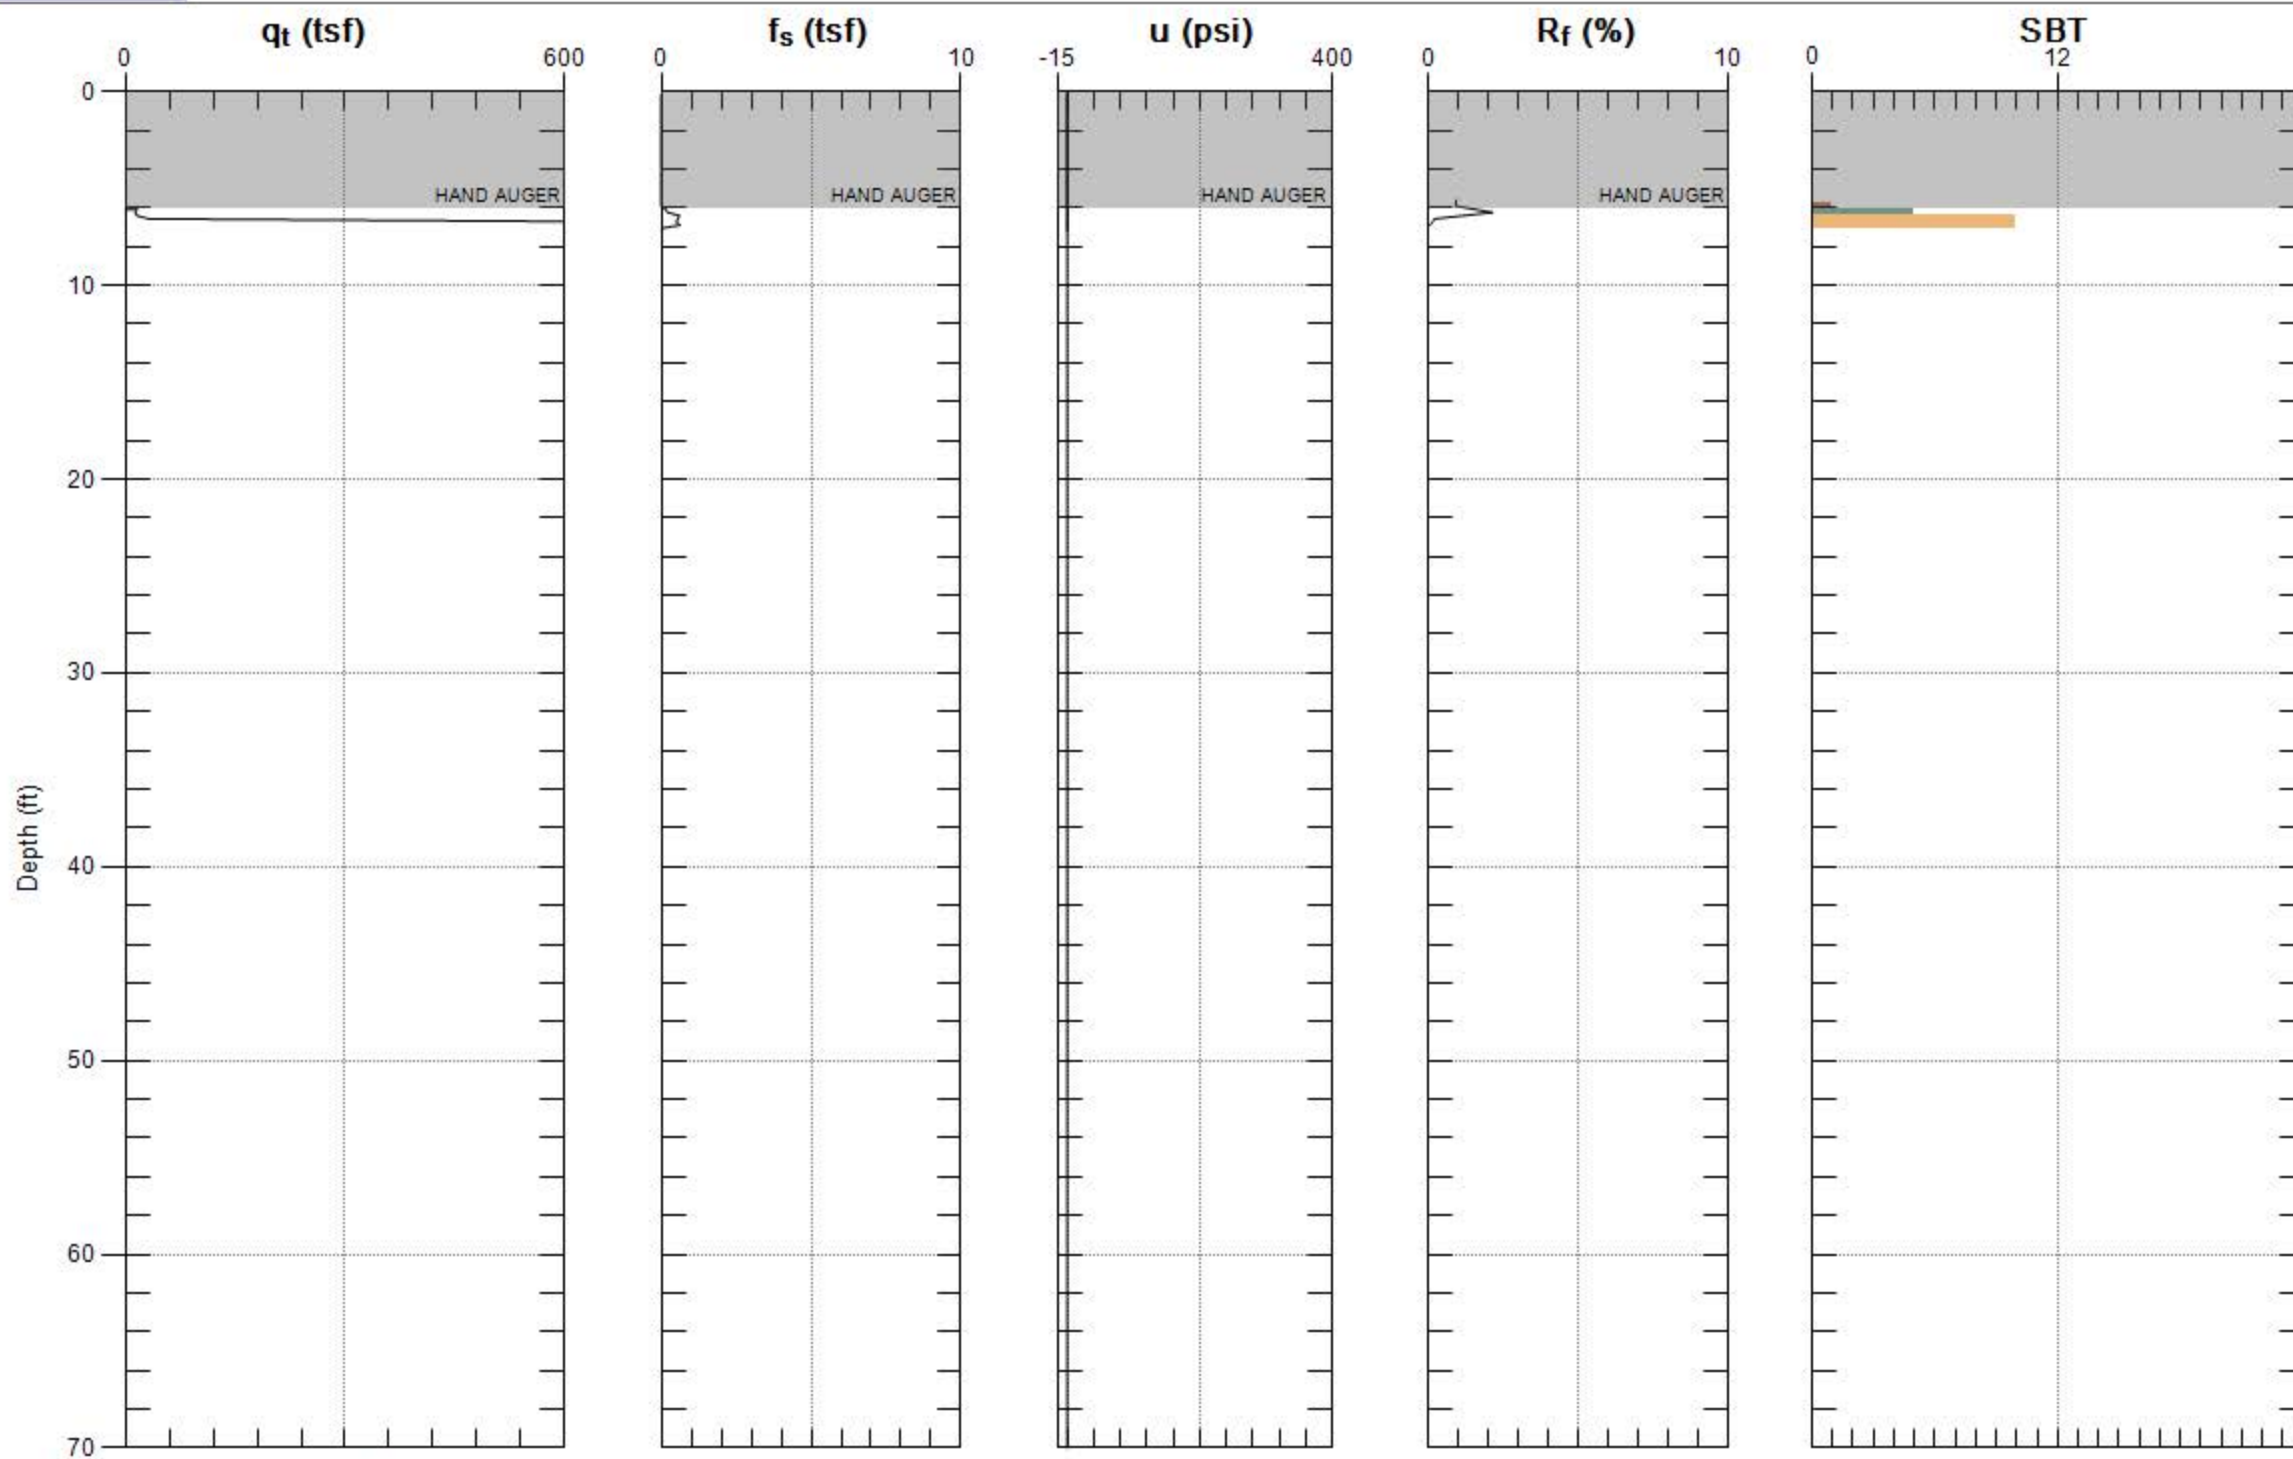 qt (tsf) fs (tsf) u (psi) Rf (%) SBT
0 600 0 10 -15 400 0 10 0 12
0
HAND AUGER HAND AUGER HAND AUGER HAND AUGER
10
20
30
Depth (ft)
40
50
60
70